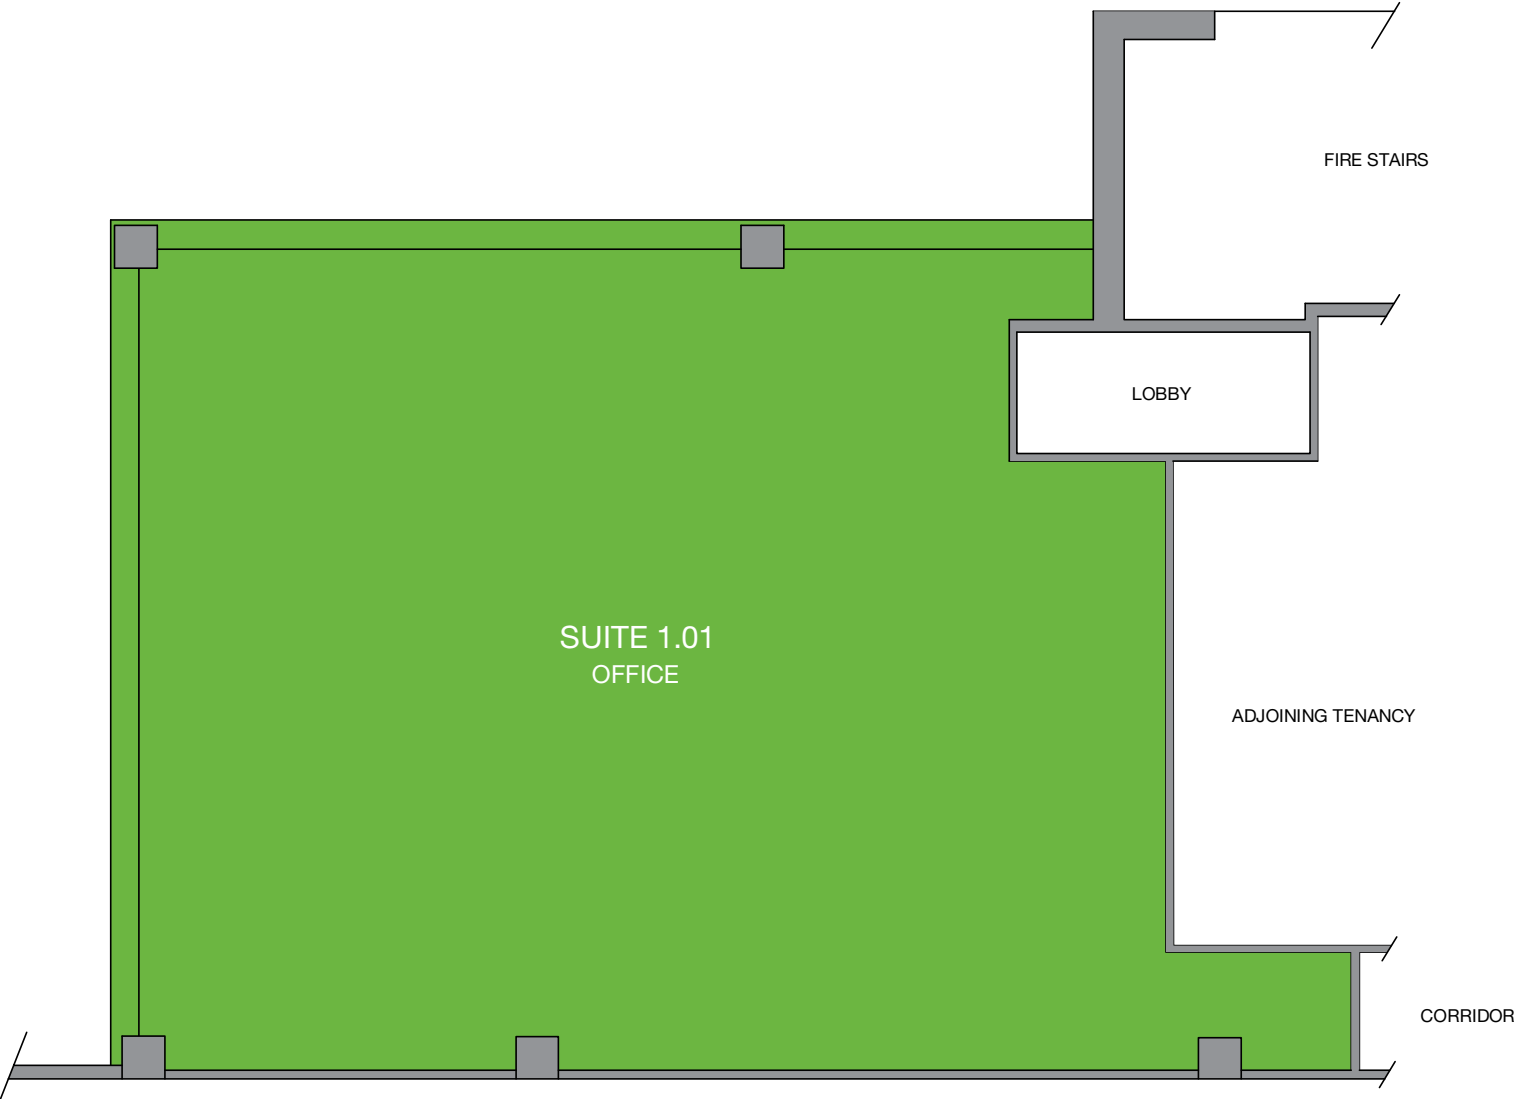 FIRE STAIRS
LOBBY
SUITE 1.01
OFFICE
ADJOINING TENANCY
CORRIDOR